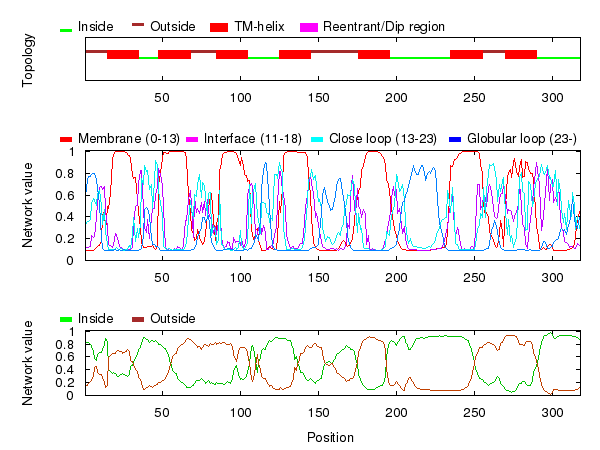 Inside Outside TM-helix Reentrant/Dip region
Topology
50 100 150 200 250 300
Membrane (0-13) Interface (11-18) Close loop (13-23) Globular loop (23-)
Network value
1
0.8
0.6
0.4
0.2
0
50 100 150 200 250 300
Inside Outside
Network value
1
0.8
0.6
0.4
0.2
0
50 100 150 200 250 300
Position